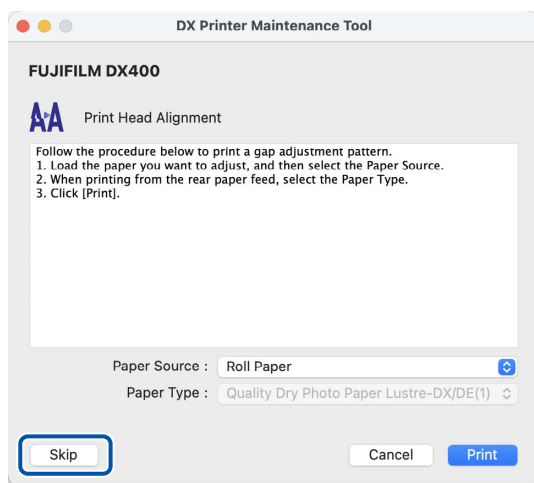 DX Printer Maintenance Tool
FUJIFILM DX400
Print Head Alignment
Follow the procedure below to print a gap adjustment pattern.
1. Load the paper you want to adjust, and then select the Paper Source.
2. When printing from the rear paper feed, select the Paper Type.
3. Click [Print].
Paper Source : Roll Paper
Paper Type : Quality Dry Photo Paper Lustre-DX/DE(1)
Skip Cancel Print